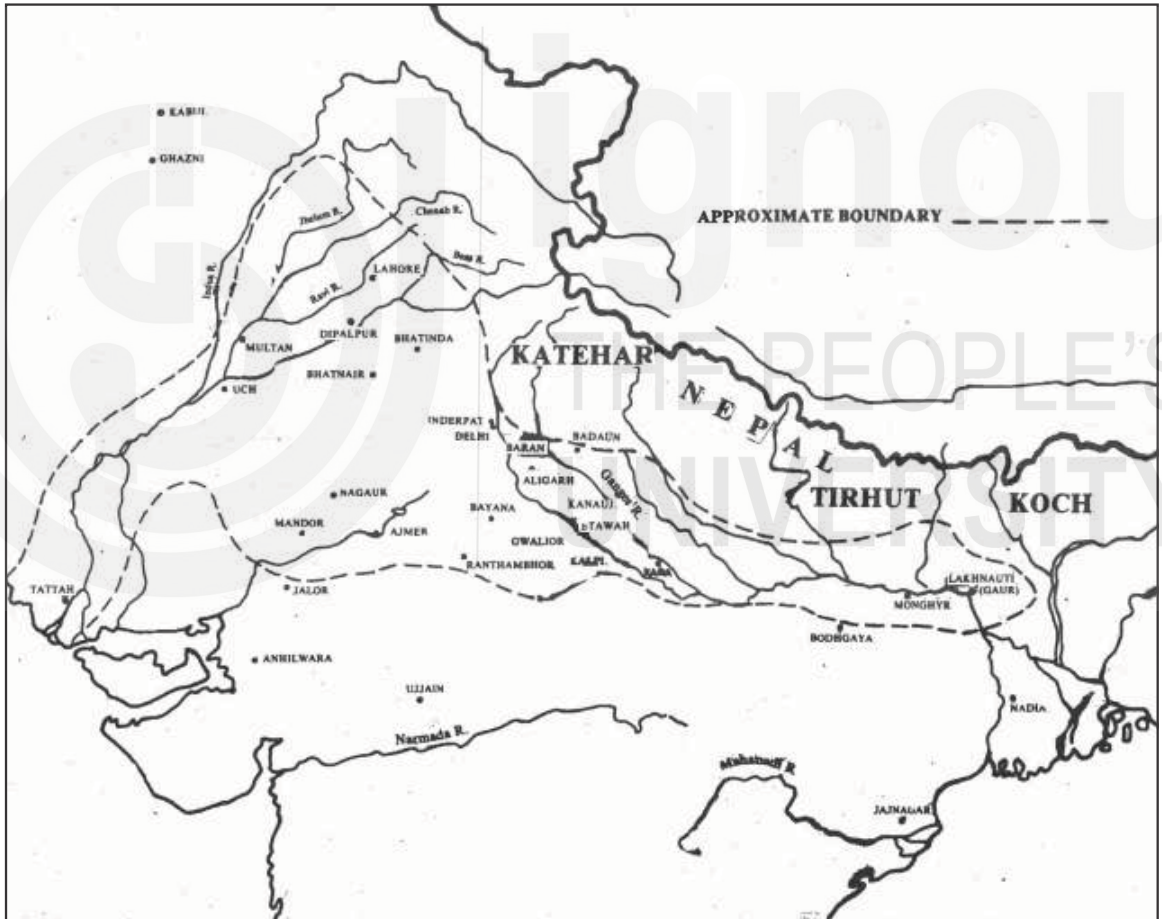 ignou
THE PEOPLE'S
UNIVERSITY
KABUL
GHAZNI
APPROXIMATE BOUNDARY
Jhelum R.
Chenab R.
Beas R.
Indus R.
Ravi R.
LAHORE
MULTAN
DIPALPUR
BHATINDA
UCH
BHATNAIR
KATEHAR
NEPAL
INDERPAT
DELHI
BARAN
BADAUN
ALIGARH
Ganges R.
TIRHUT
KOCH
NAGAUR
MANDOR
AJMER
BAYANA
KANAUJ
ETAWAH
GWALIOR
RANTHAMBHOR
KALPI
KARA
TATTAH
JALOR
LAKHNAUTI
(GAUR)
MONGHYR
BODHGAYA
ANHILWARA
UJJAIN
NADIA
Narmada R.
Mahanadi R
JAJNAGAR